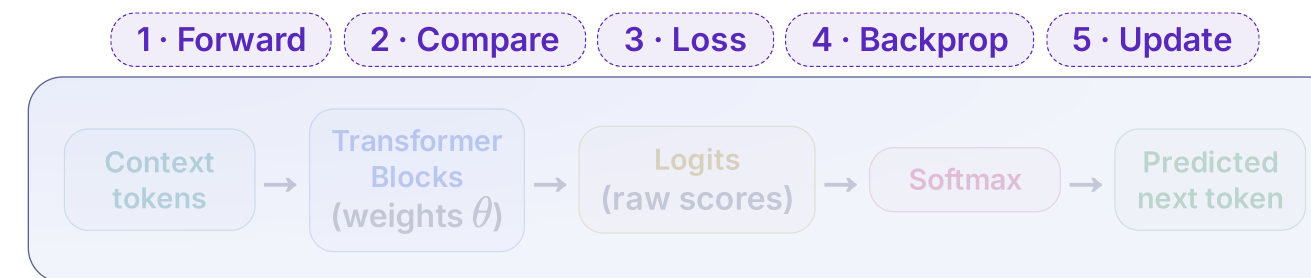 1 · Forward
2 · Compare
3 · Loss
4 · Backprop
5 · Update
Context
tokens
Transformer
Blocks
(weights θ)
Logits
(raw scores)
Softmax
Predicted
next token